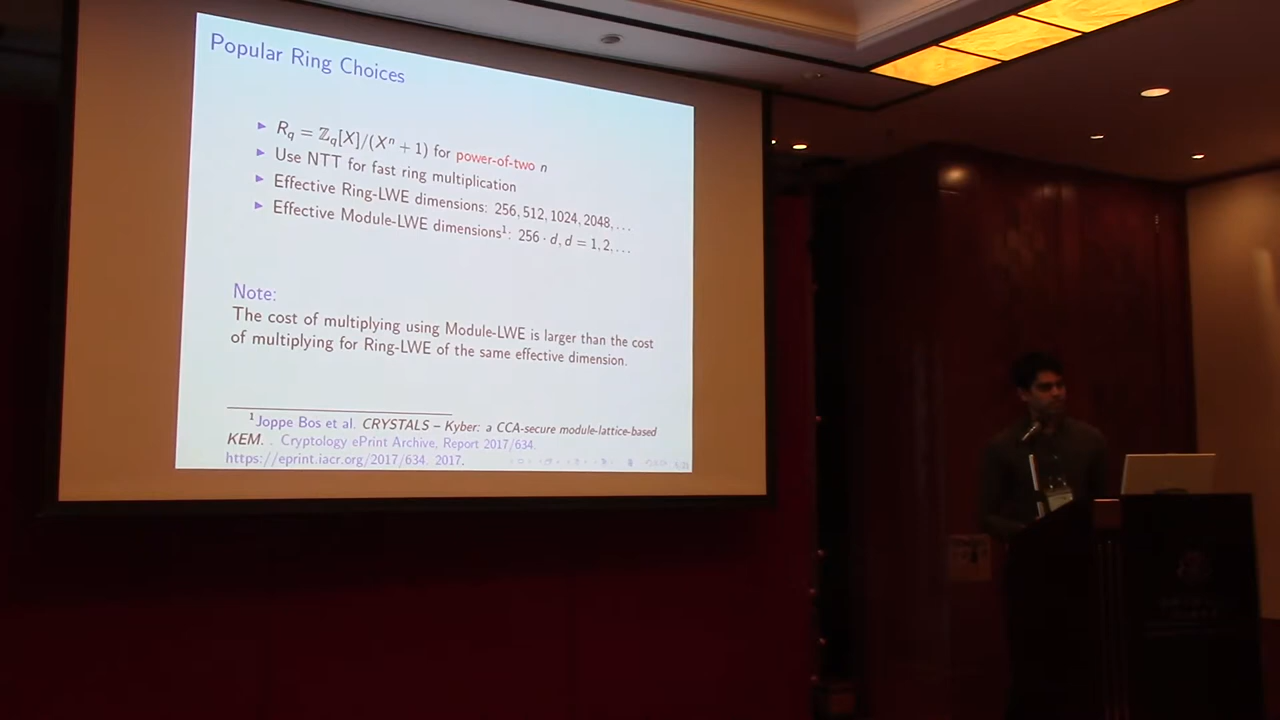 Popular Ring Choices
► R_q = ℤ_q[X]/(Xⁿ + 1) for power-of-two n
► Use NTT for fast ring multiplication
► Effective Ring-LWE dimensions: 256, 512, 1024, 2048, ...
► Effective Module-LWE dimensions¹: 256 · d, d = 1, 2, ...
Note:
The cost of multiplying using Module-LWE is larger than the cost
of multiplying for Ring-LWE of the same effective dimension.
¹Joppe Bos et al. CRYSTALS – Kyber: a CCA-secure module-lattice-based
KEM. . Cryptology ePrint Archive, Report 2017/634.
https://eprint.iacr.org/2017/634. 2017.